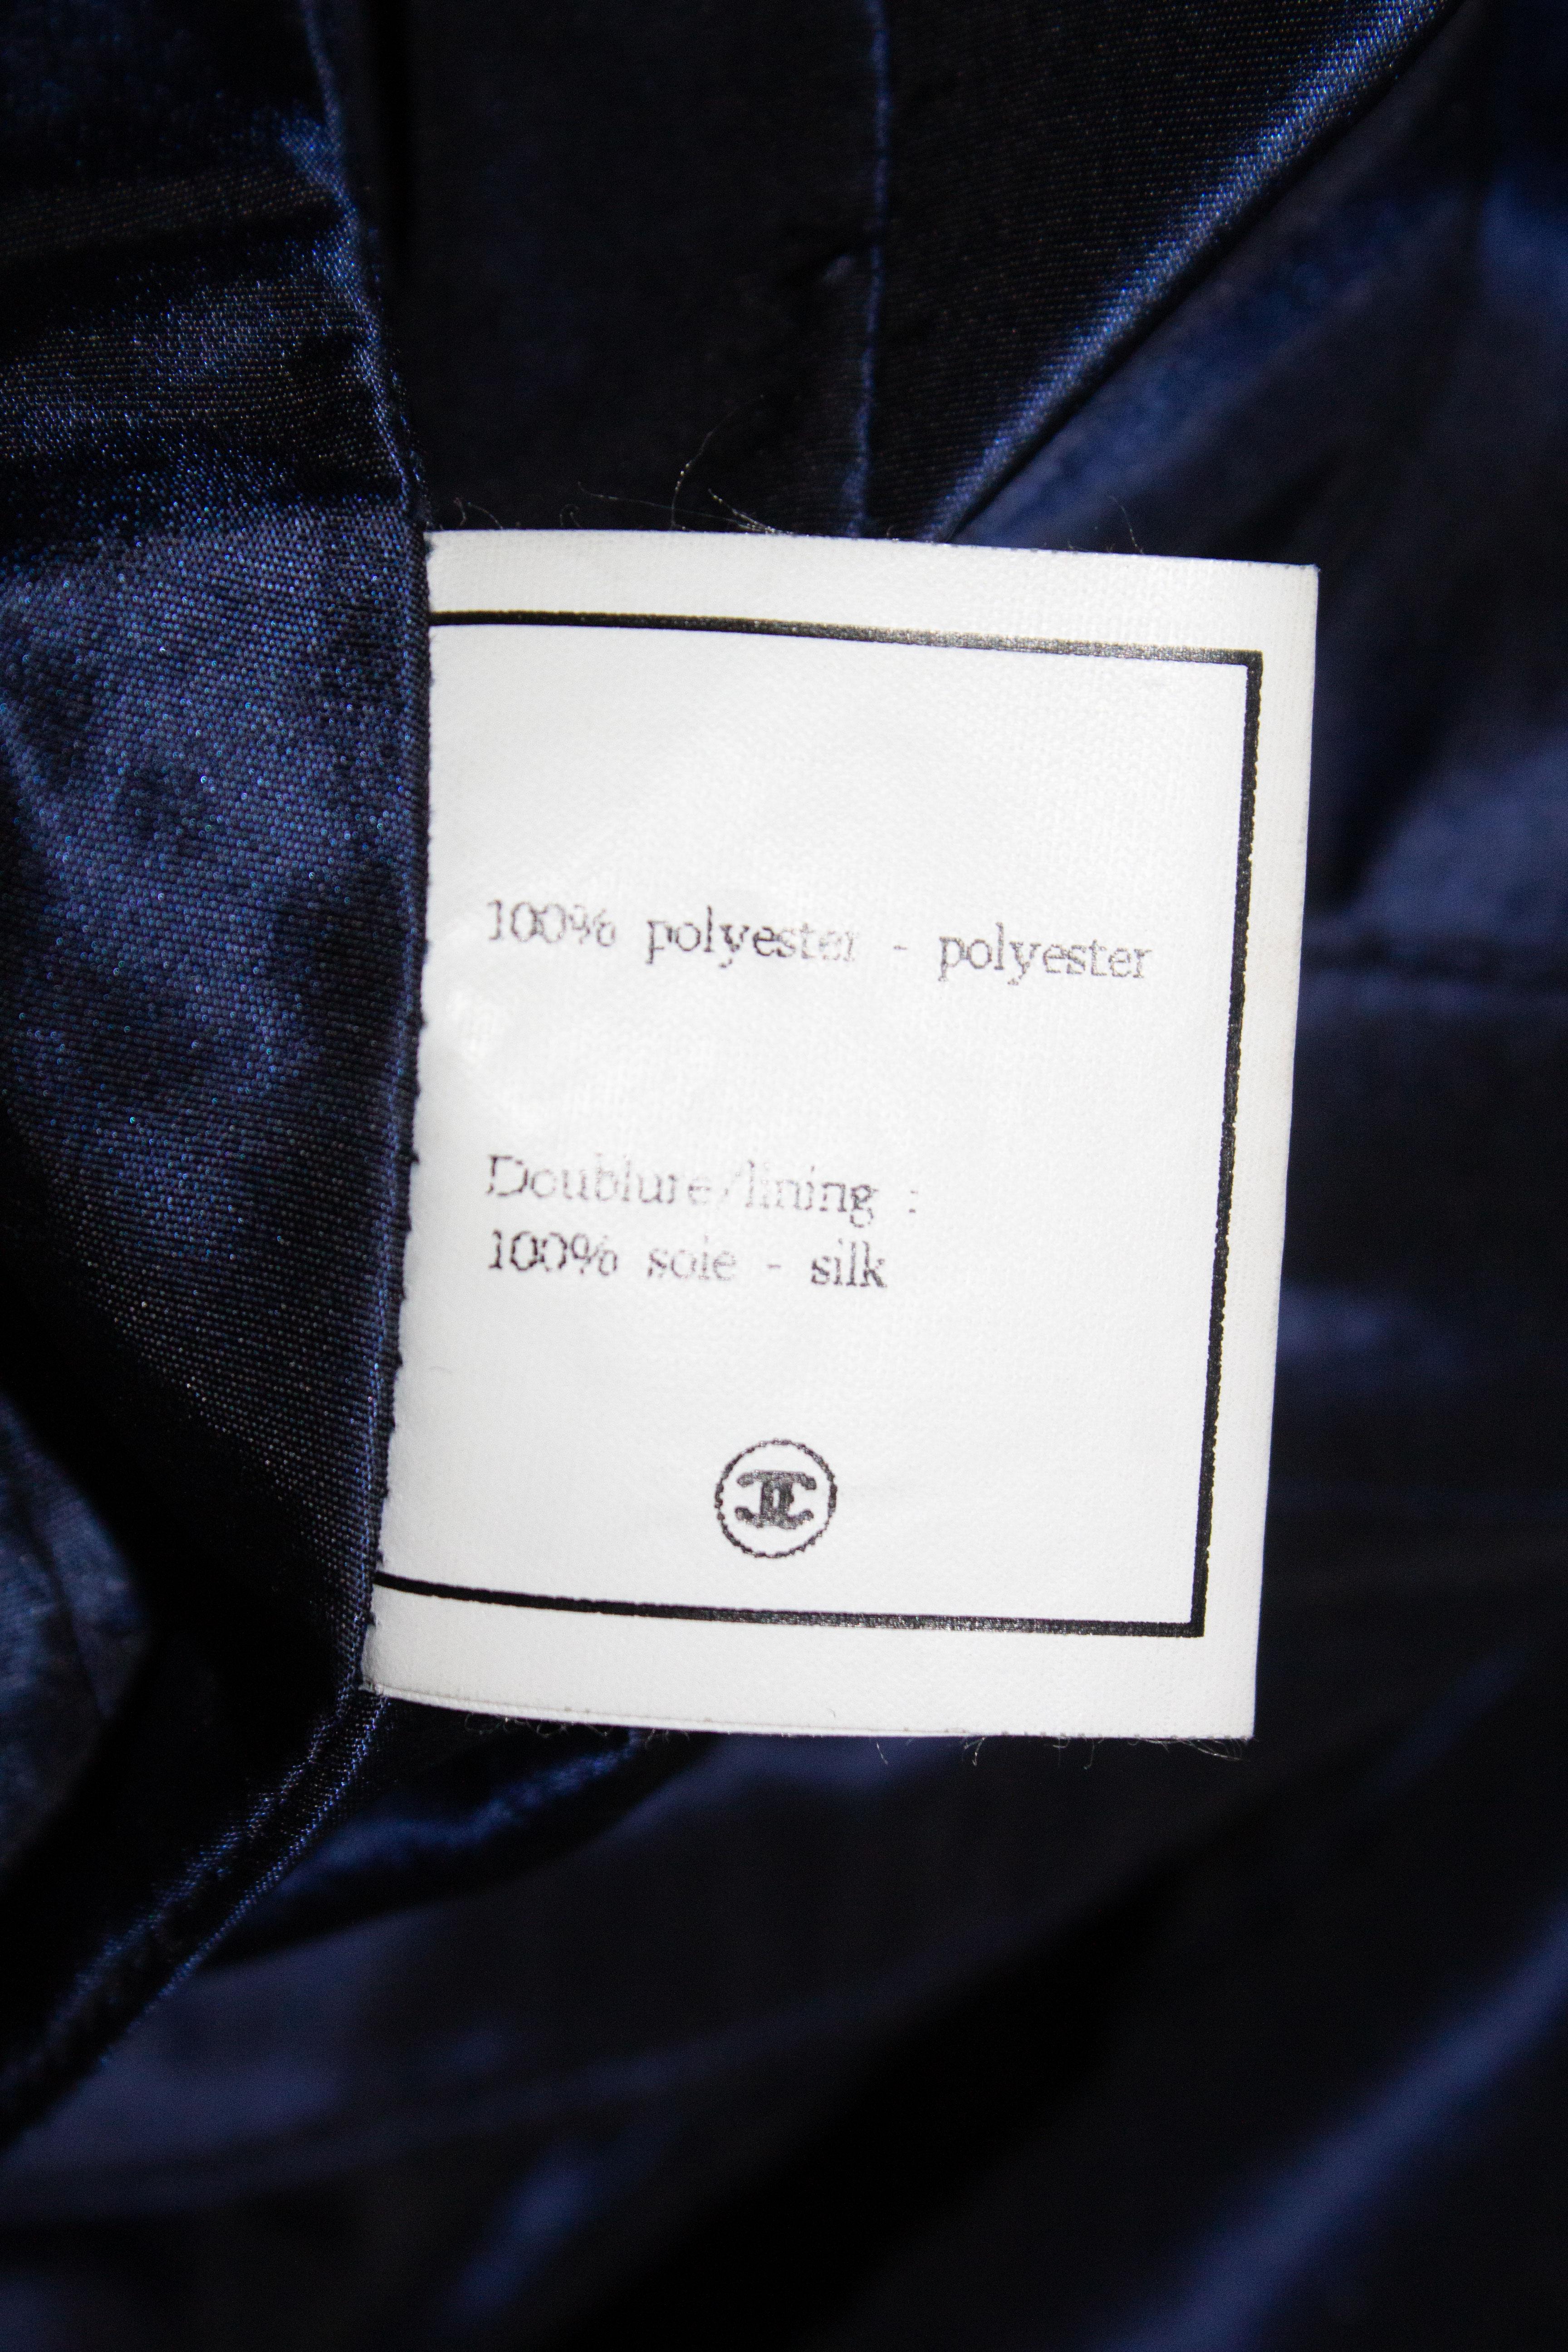 100% polyester - polyester
Doublure/lining :
100% soie - silk